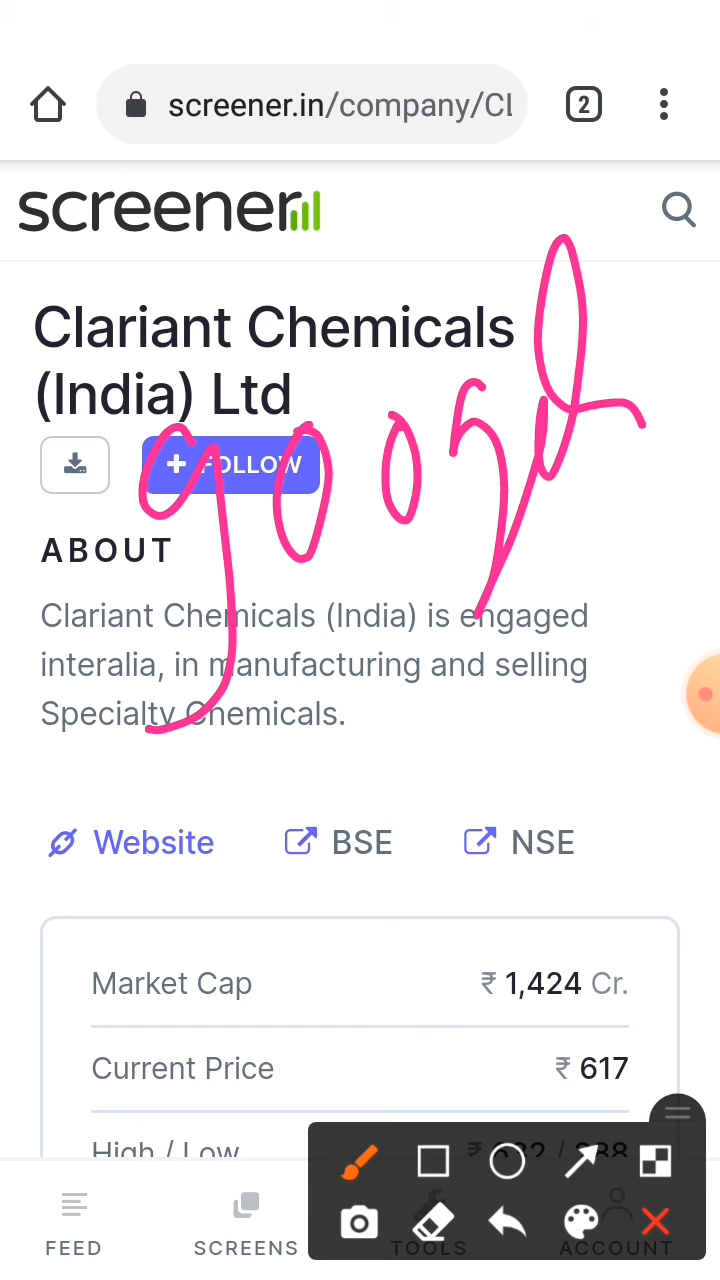 2
screener.in/company/Cl
screener
Clariant Chemicals
(India) Ltd
+ FOLLOW
good
ABOUT
Clariant Chemicals (India) is engaged
interalia, in manufacturing and selling
Specialty Chemicals.
Website BSE NSE
Market Cap ₹ 1,424 Cr.
Current Price ₹ 617
High / Low ₹
FEED SCREENS TOOLS ACCOUNT